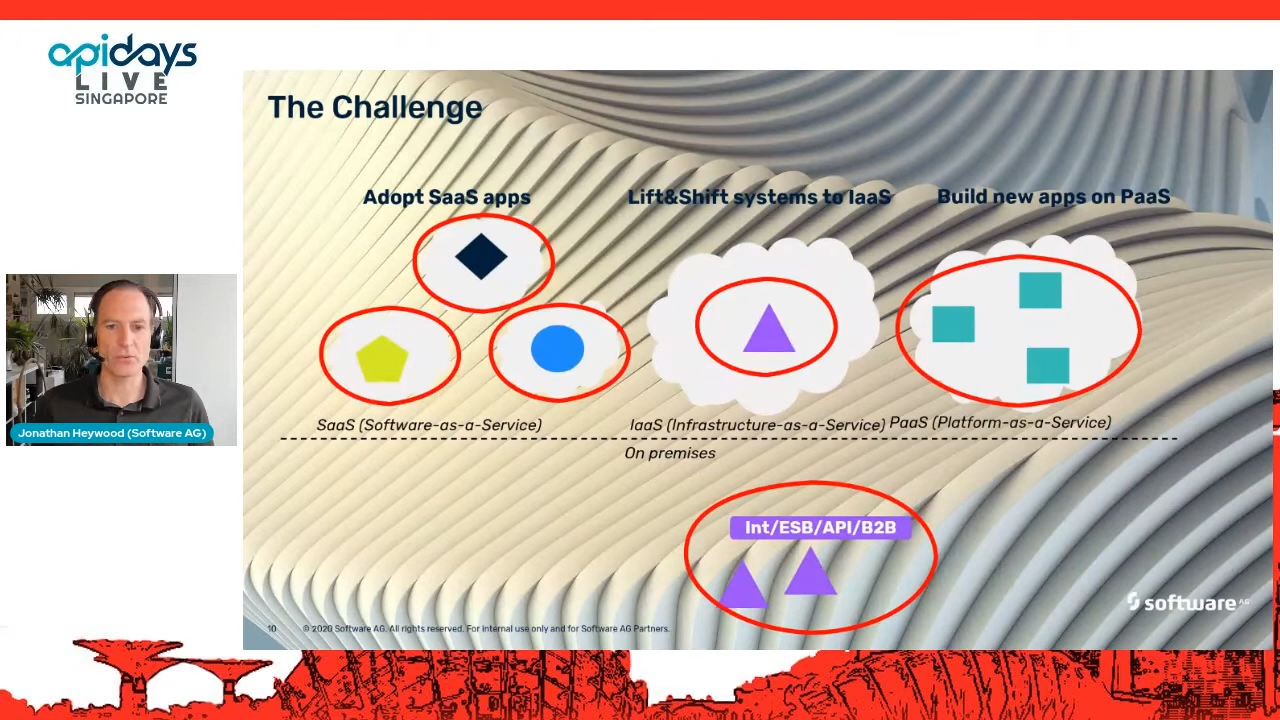 apidays
LIVE
SINGAPORE
The Challenge
Adopt SaaS apps
Lift&Shift systems to IaaS
Build new apps on PaaS
SaaS (Software-as-a-Service)
IaaS (Infrastructure-as-a-Service)
PaaS (Platform-as-a-Service)
On premises
Int/ESB/API/B2B
Jonathan Heywood (Software AG)
software AG
10
© 2020 Software AG. All rights reserved. For internal use only and for Software AG Partners.